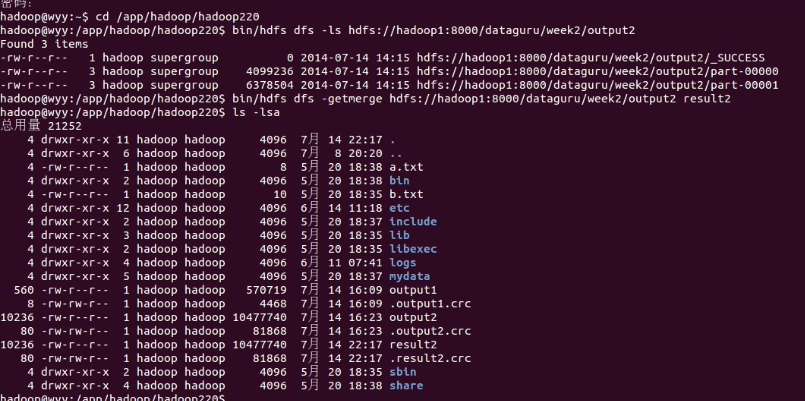 密码:
hadoop@wyy:~$ cd /app/hadoop/hadoop220
hadoop@wyy:/app/hadoop/hadoop220$ bin/hdfs dfs -ls hdfs://hadoop1:8000/dataguru/week2/output2
Found 3 items
-rw-r--r--   1 hadoop supergroup          0 2014-07-14 14:15 hdfs://hadoop1:8000/dataguru/week2/output2/_SUCCESS
-rw-r--r--   3 hadoop supergroup    4099236 2014-07-14 14:15 hdfs://hadoop1:8000/dataguru/week2/output2/part-00000
-rw-r--r--   3 hadoop supergroup    6378504 2014-07-14 14:15 hdfs://hadoop1:8000/dataguru/week2/output2/part-00001
hadoop@wyy:/app/hadoop/hadoop220$ bin/hdfs dfs -getmerge hdfs://hadoop1:8000/dataguru/week2/output2 result2
hadoop@wyy:/app/hadoop/hadoop220$ ls -lsa
总用量 21252
    4 drwxr-xr-x 11 hadoop hadoop     4096  7月 14 22:17 .
    4 drwxr-xr-x  6 hadoop hadoop     4096  7月  8 20:20 ..
    4 -rw-r--r--  1 hadoop hadoop        8  5月 20 18:38 a.txt
    4 drwxr-xr-x  2 hadoop hadoop     4096  5月 20 18:38 bin
    4 -rw-r--r--  1 hadoop hadoop       10  5月 20 18:35 b.txt
    4 drwxr-xr-x 12 hadoop hadoop     4096  6月 14 11:18 etc
    4 drwxr-xr-x  2 hadoop hadoop     4096  5月 20 18:37 include
    4 drwxr-xr-x  3 hadoop hadoop     4096  5月 20 18:38 lib
    4 drwxr-xr-x  2 hadoop hadoop     4096  5月 20 18:35 libexec
    4 drwxr-xr-x  4 hadoop hadoop     4096  6月 11 07:41 logs
    4 drwxr-xr-x  5 hadoop hadoop     4096  5月 20 18:37 mydata
  560 -rw-r--r--  1 hadoop hadoop   570719  7月 14 16:09 output1
    8 -rw-rw-r--  1 hadoop hadoop     4468  7月 14 16:09 .output1.crc
10236 -rw-r--r--  1 hadoop hadoop 10477740  7月 14 16:23 output2
   80 -rw-rw-r--  1 hadoop hadoop    81868  7月 14 16:23 .output2.crc
10236 -rw-r--r--  1 hadoop hadoop 10477740  7月 14 22:17 result2
   80 -rw-rw-r--  1 hadoop hadoop    81868  7月 14 22:17 .result2.crc
    4 drwxr-xr-x  2 hadoop hadoop     4096  5月 20 18:35 sbin
    4 drwxr-xr-x  4 hadoop hadoop     4096  5月 20 18:38 share
hadoop@wyy:/app/hadoop/hadoop220$